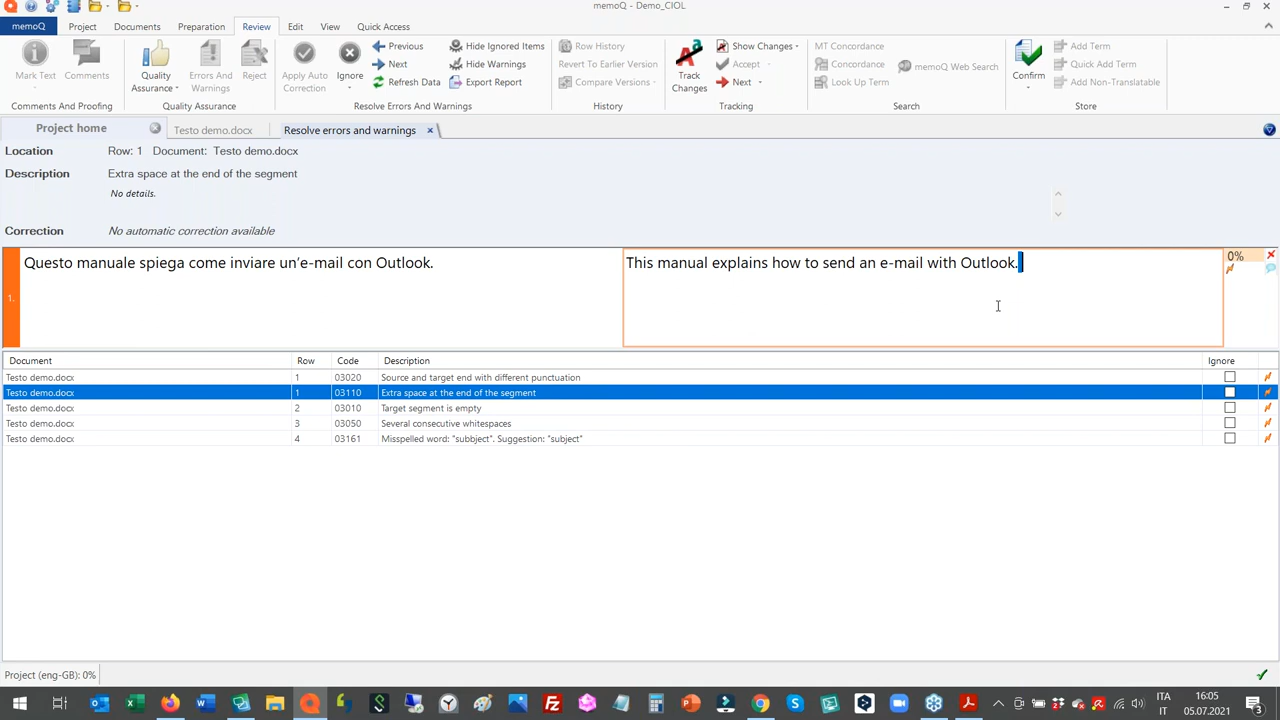 memoQ - Demo_CIOL
memoQ Project Documents Preparation Review Edit View Quick Access
Mark Text
Comments
Comments And Proofing
Quality Assurance
Errors And Warnings
Reject
Quality Assurance
Apply Auto Correction
Ignore
Previous
Next
Refresh Data
Hide Ignored Items
Hide Warnings
Export Report
Resolve Errors And Warnings
Row History
Revert To Earlier Version
Compare Versions
History
Track Changes
Show Changes
Accept
Next
Tracking
MT Concordance
Concordance
Look Up Term
memoQ Web Search
Search
Confirm
Add Term
Quick Add Term
Add Non-Translatable
Store
Project home Testo demo.docx Resolve errors and warnings
Location Row: 1 Document: Testo demo.docx
Description Extra space at the end of the segment
No details.
Correction No automatic correction available
1. Questo manuale spiega come inviare un’e-mail con Outlook. This manual explains how to send an e-mail with Outlook. 0%
Document Row Code Description Ignore
Testo demo.docx 1 03020 Source and target end with different punctuation
Testo demo.docx 1 03110 Extra space at the end of the segment
Testo demo.docx 2 03010 Target segment is empty
Testo demo.docx 3 03050 Several consecutive whitespaces
Testo demo.docx 4 03161 Misspelled word: "subbject". Suggestion: "subject"
Project (eng-GB): 0%
ITA 16:05
IT 05.07.2021